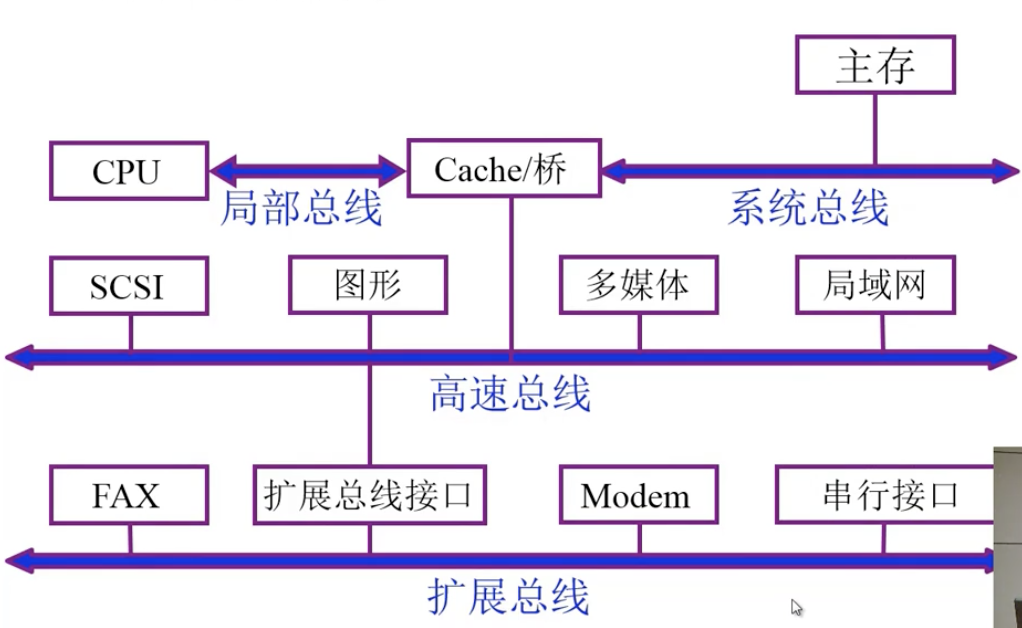 主存
CPU
Cache/桥
局部总线
系统总线
SCSI
图形
多媒体
局域网
高速总线
FAX
扩展总线接口
Modem
串行接口
扩展总线